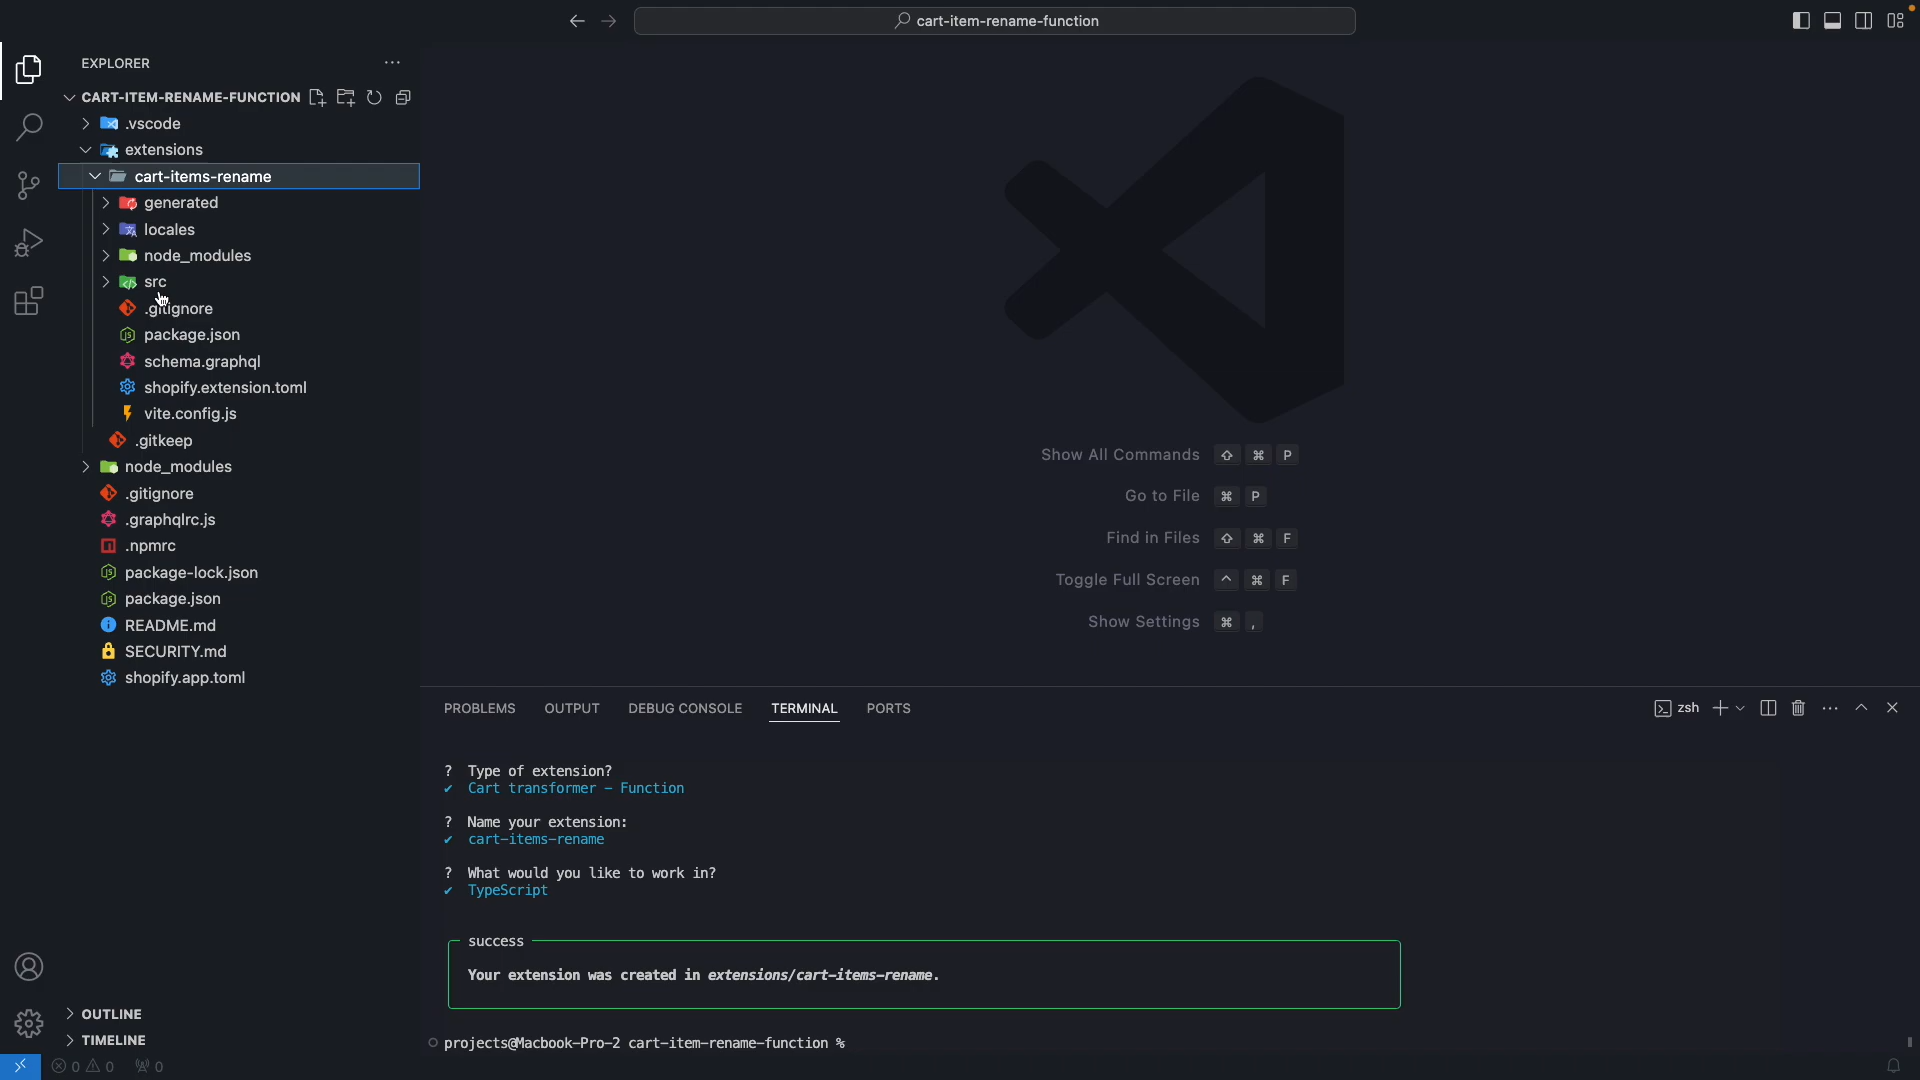 cart-item-rename-function
EXPLORER
CART-ITEM-RENAME-FUNCTION
.vscode
extensions
cart-items-rename
generated
locales
node_modules
src
.gitignore
package.json
schema.graphql
shopify.extension.toml
vite.config.js
.gitkeep
node_modules
.gitignore
.graphqlrc.js
.npmrc
package-lock.json
package.json
README.md
SECURITY.md
shopify.app.toml
OUTLINE
TIMELINE
Show All Commands ⇧ ⌘ P
Go to File ⌘ P
Find in Files ⇧ ⌘ F
Toggle Full Screen ^ ⌘ F
Show Settings ⌘ ,
PROBLEMS OUTPUT DEBUG CONSOLE TERMINAL PORTS
zsh
? Type of extension?
✔ Cart transformer - Function
? Name your extension:
✔ cart-items-rename
? What would you like to work in?
✔ TypeScript
success
Your extension was created in extensions/cart-items-rename.
projects@Macbook-Pro-2 cart-item-rename-function %
0 0 0